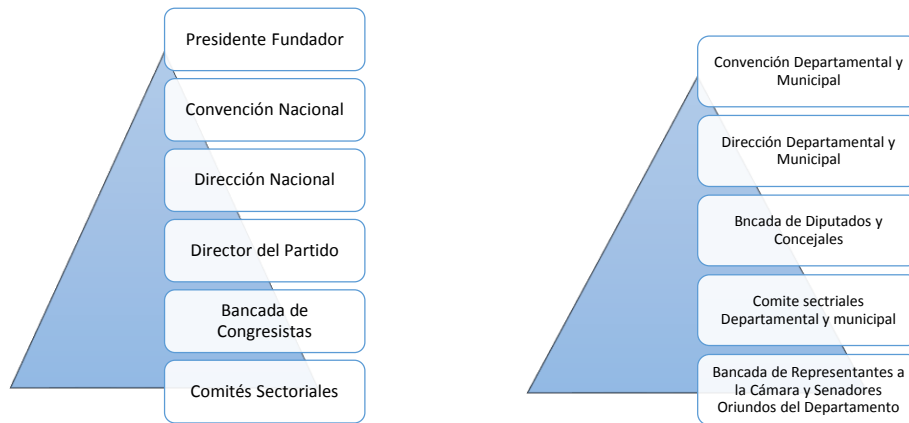 Presidente Fundador
Convención Nacional
Dirección Nacional
Director del Partido
Bancada de
Congresistas
Comités Sectoriales
Convención Departamental y
Municipal
Dirección Departamental y
Municipal
Bncada de Diputados y
Concejales
Comite sectriales
Departamental y municipal
Bancada de Representantes a
la Cámara y Senadores
Oriundos del Departamento